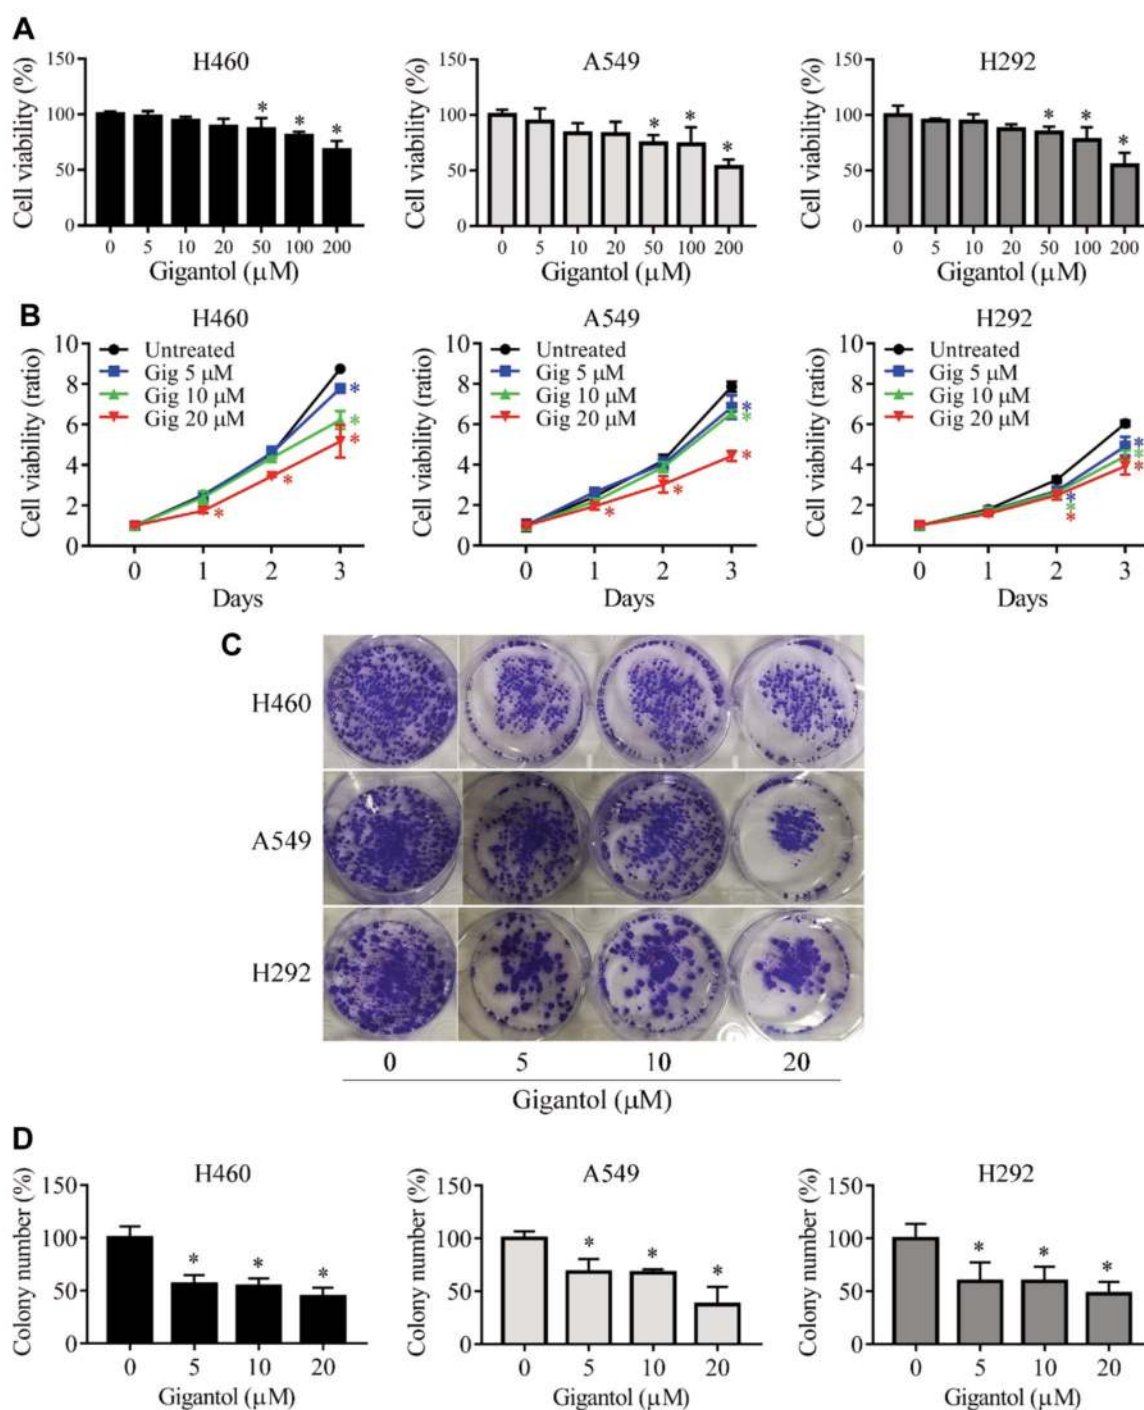 A
H460
A549
H292
Cell viability (%)
150
100
50
0
* * *
0 5 10 20 50 100 200
Gigantol (µM)
Cell viability (%)
150
100
50
0
* * *
0 5 10 20 50 100 200
Gigantol (µM)
Cell viability (%)
150
100
50
0
* * *
0 5 10 20 50 100 200
Gigantol (µM)
B
H460
A549
H292
Cell viability (ratio)
10
8
6
4
2
0
Untreated
Gig 5 µM
Gig 10 µM
Gig 20 µM
* * * * *
0 1 2 3
Days
Cell viability (ratio)
10
8
6
4
2
0
Untreated
Gig 5 µM
Gig 10 µM
Gig 20 µM
* * * * *
0 1 2 3
Days
Cell viability (ratio)
10
8
6
4
2
0
Untreated
Gig 5 µM
Gig 10 µM
Gig 20 µM
* * * * * *
0 1 2 3
Days
C
H460
A549
H292
0 5 10 20
Gigantol (µM)
D
H460
A549
H292
Colony number (%)
150
100
50
0
* * *
0 5 10 20
Gigantol (µM)
Colony number (%)
150
100
50
0
* * *
0 5 10 20
Gigantol (µM)
Colony number (%)
150
100
50
0
* * *
0 5 10 20
Gigantol (µM)